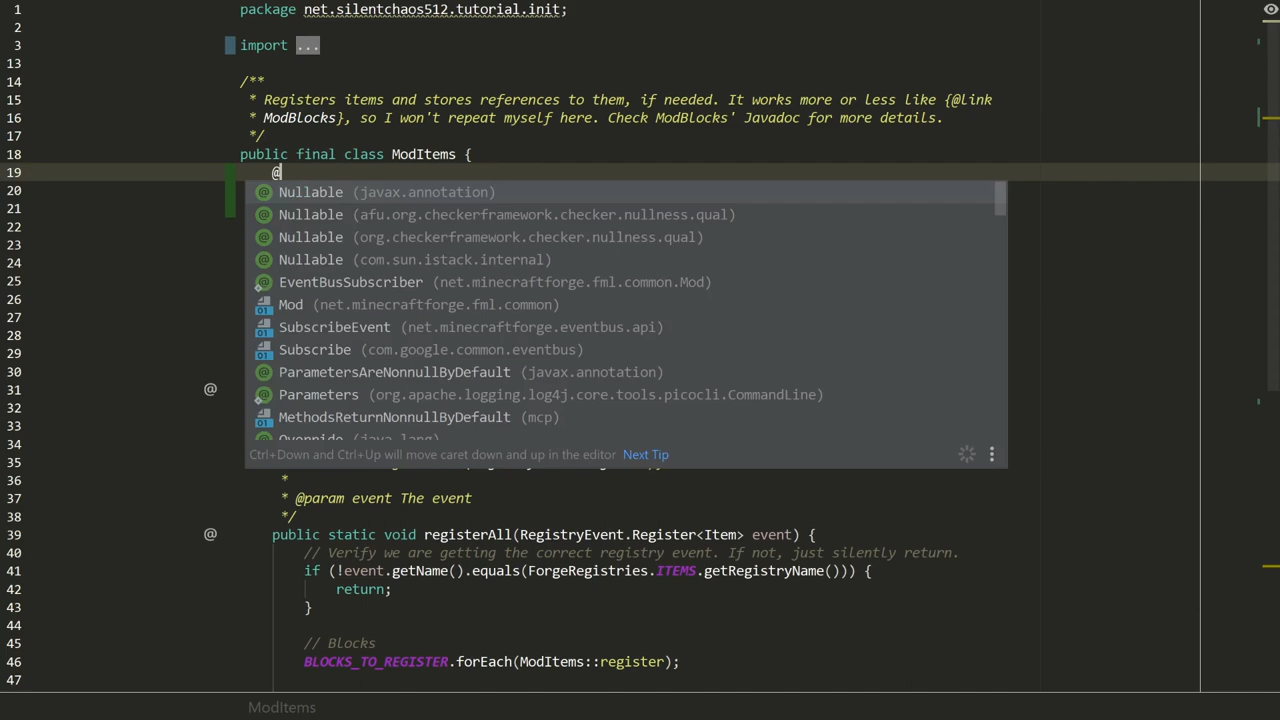 1 package net.silentchaos512.tutorial.init;
2
3 import ...
13
14 /**
15 * Registers items and stores references to them, if needed. It works more or less like {@link
16 * ModBlocks}, so I won't repeat myself here. Check ModBlocks' Javadoc for more details.
17 */
18 public final class ModItems {
19 @
20 Nullable (javax.annotation)
21 Nullable (afu.org.checkerframework.checker.nullness.qual)
22
23 Nullable (org.checkerframework.checker.nullness.qual)
24 Nullable (com.sun.istack.internal)
25 EventBusSubscriber (net.minecraftforge.fml.common.Mod)
26 Mod (net.minecraftforge.fml.common)
27
28 SubscribeEvent (net.minecraftforge.eventbus.api)
29 Subscribe (com.google.common.eventbus)
30 ParametersAreNonnullByDefault (javax.annotation)
31 @ Parameters (org.apache.logging.log4j.core.tools.picocli.CommandLine)
32
33 MethodsReturnNonnullByDefault (mcp)
34 Override (java.lang)
35 Ctrl+Down and Ctrl+Up will move caret down and up in the editor Next Tip
36 *
37 * @param event The event
38 */
39 @ public static void registerAll(RegistryEvent.Register<Item> event) {
40 // Verify we are getting the correct registry event. If not, just silently return.
41 if (!event.getName().equals(ForgeRegistries.ITEMS.getRegistryName())) {
42 return;
43 }
44
45 // Blocks
46 BLOCKS_TO_REGISTER.forEach(ModItems::register);
47
ModItems